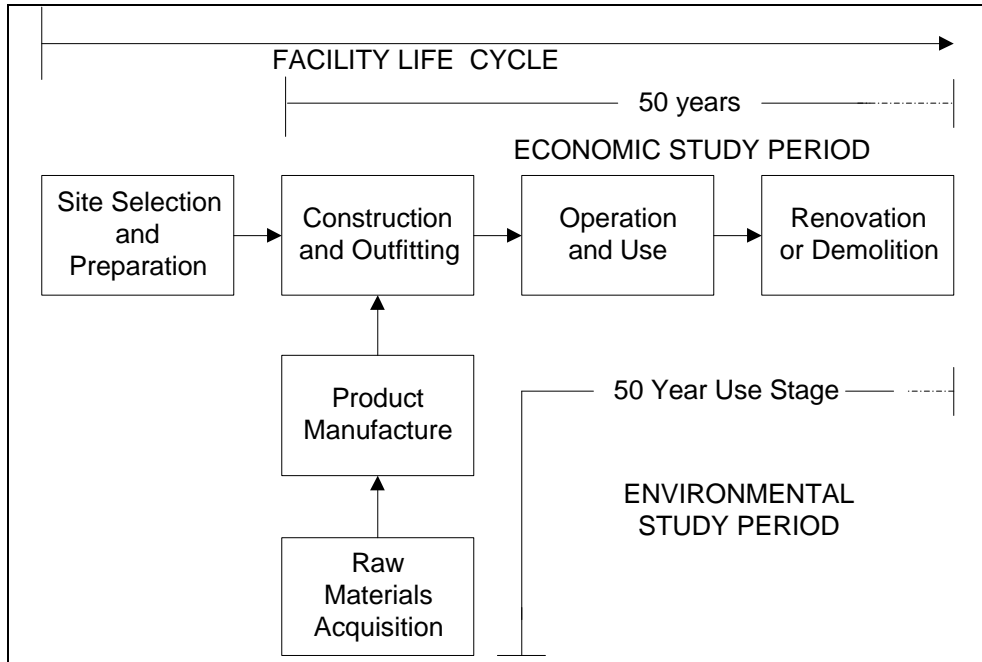 FACILITY LIFE CYCLE
50 years
ECONOMIC STUDY PERIOD
Site Selection
and
Preparation
Construction
and Outfitting
Operation
and Use
Renovation
or Demolition
Product
Manufacture
50 Year Use Stage
ENVIRONMENTAL
STUDY PERIOD
Raw
Materials
Acquisition